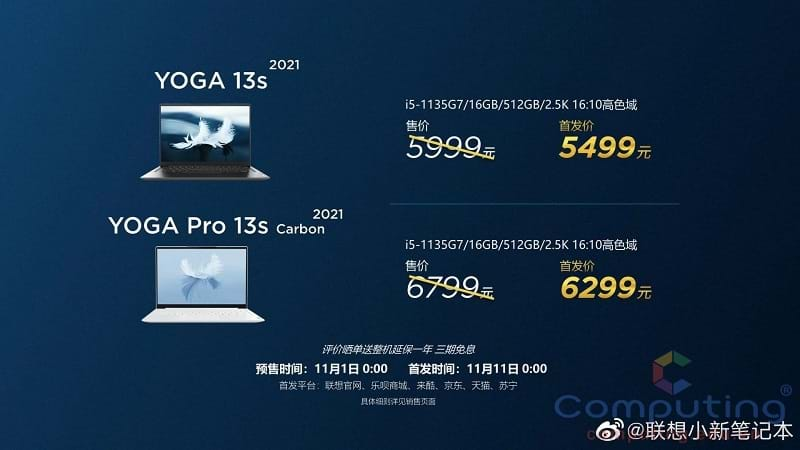 YOGA 13s 2021
i5-1135G7/16GB/512GB/2.5K 16:10高色域
售价 首发价
5999元 5499元
YOGA Pro 13s Carbon 2021
i5-1135G7/16GB/512GB/2.5K 16:10高色域
售价 首发价
6799元 6299元
评价晒单送整机延保一年 三期免息
预售时间：11月1日 0:00 首发时间：11月11日 0:00
首发平台：联想官网、乐呗商城、来酷、京东、天猫、苏宁
具体细则详见销售页面
Computing
@联想小新笔记本